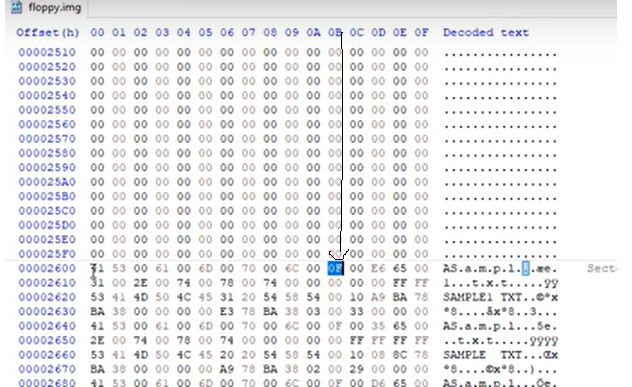 floppy.img
Offset(h) 00 01 02 03 04 05 06 07 08 09 0A 0B 0C 0D 0E 0F Decoded text
00002510 00 00 00 00 00 00 00 00 00 00 00 00 00 00 00 00 ................
00002520 00 00 00 00 00 00 00 00 00 00 00 00 00 00 00 00 ................
00002530 00 00 00 00 00 00 00 00 00 00 00 00 00 00 00 00 ................
00002540 00 00 00 00 00 00 00 00 00 00 00 00 00 00 00 00 ................
00002550 00 00 00 00 00 00 00 00 00 00 00 00 00 00 00 00 ................
00002560 00 00 00 00 00 00 00 00 00 00 00 00 00 00 00 00 ................
00002570 00 00 00 00 00 00 00 00 00 00 00 00 00 00 00 00 ................
00002580 00 00 00 00 00 00 00 00 00 00 00 00 00 00 00 00 ................
00002590 00 00 00 00 00 00 00 00 00 00 00 00 00 00 00 00 ................
000025A0 00 00 00 00 00 00 00 00 00 00 00 00 00 00 00 00 ................
000025B0 00 00 00 00 00 00 00 00 00 00 00 00 00 00 00 00 ................
000025C0 00 00 00 00 00 00 00 00 00 00 00 00 00 00 00 00 ................
000025D0 00 00 00 00 00 00 00 00 00 00 00 00 00 00 00 00 ................
000025E0 00 00 00 00 00 00 00 00 00 00 00 00 00 00 00 00 ................
000025F0 00 00 00 00 00 00 00 00 00 00 00 00 00 00 00 00 ................
00002600 41 53 00 61 00 6D 00 70 00 6C 00 0F 00 E6 65 00 AS.a.m.p.l...æe. Sect
00002610 31 00 2E 00 74 00 78 00 74 00 00 00 00 00 FF FF 1...t.x.t.....ÿÿ
00002620 53 41 4D 50 4C 45 31 20 54 58 54 00 10 A9 BA 78 SAMPLE1 TXT..©ºx
00002630 BA 38 00 00 00 00 E3 78 BA 38 03 00 33 00 00 00 º8....ãxº8..3...
00002640 41 53 00 61 00 6D 00 70 00 6C 00 0F 00 35 65 00 AS.a.m.p.l...5e.
00002650 2E 00 74 00 78 00 74 00 00 00 FF FF FF FF FF FF ..t.x.t...ÿÿÿÿ
00002660 53 41 4D 50 4C 45 20 20 54 58 54 00 10 08 8C 78 SAMPLE TXT...Œx
00002670 BA 38 00 00 00 00 A9 78 BA 38 02 00 29 00 00 00 º8....©xº8..)...
00002680 41 53 00 61 00 6D 00 70 00 6C 00 0F 00 D6 65 00